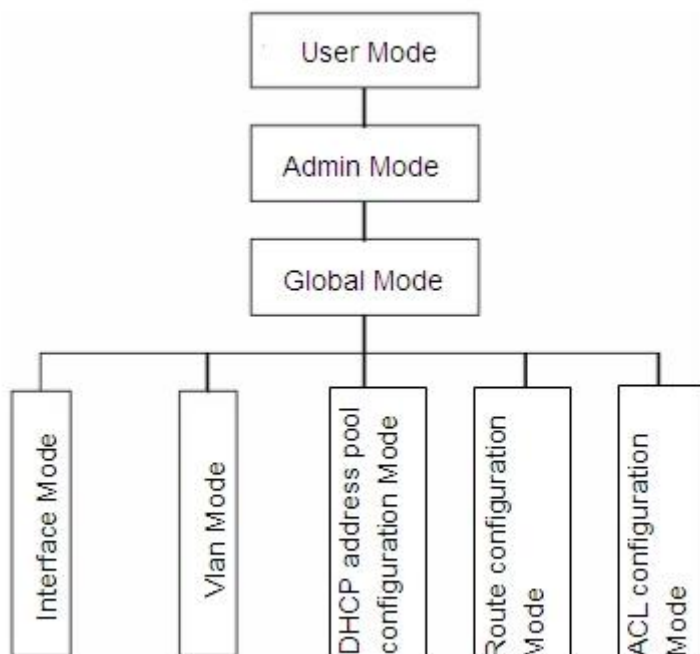 User Mode
Admin Mode
Global Mode
Interface Mode
Vlan Mode
DHCP address pool
configuration Mode
Route configuration
Mode
ACL configuration
Mode